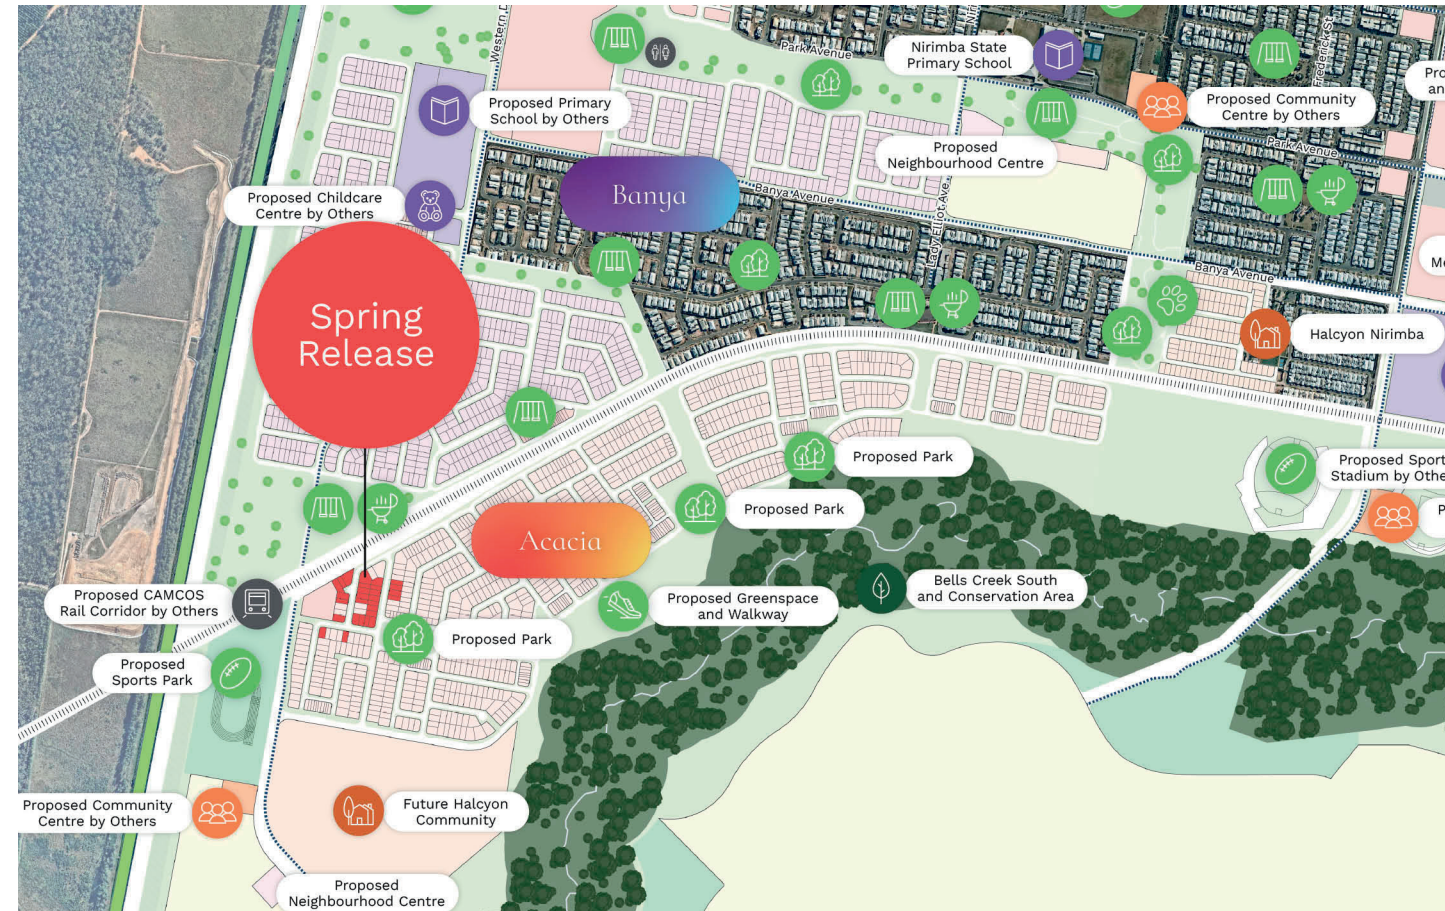 Western D
Park Avenue
Nirimba State
Primary School
Frederick St
Proposed Primary
School by Others
Proposed Community
Centre by Others
Proposed
Neighbourhood Centre
Park Avenue
Banya
Banya Avenue
Proposed Childcare
Centre by Others
Lady Elliot Ave
Banya Avenue
Spring
Release
Halcyon Nirimba
Proposed Park
Proposed Sport
Stadium by Othe
Proposed Park
Acacia
Proposed CAMCOS
Rail Corridor by Others
Bells Creek South
and Conservation Area
Proposed Greenspace
and Walkway
Proposed Park
Proposed
Sports Park
Proposed Community
Centre by Others
Future Halcyon
Community
Proposed
Neighbourhood Centre